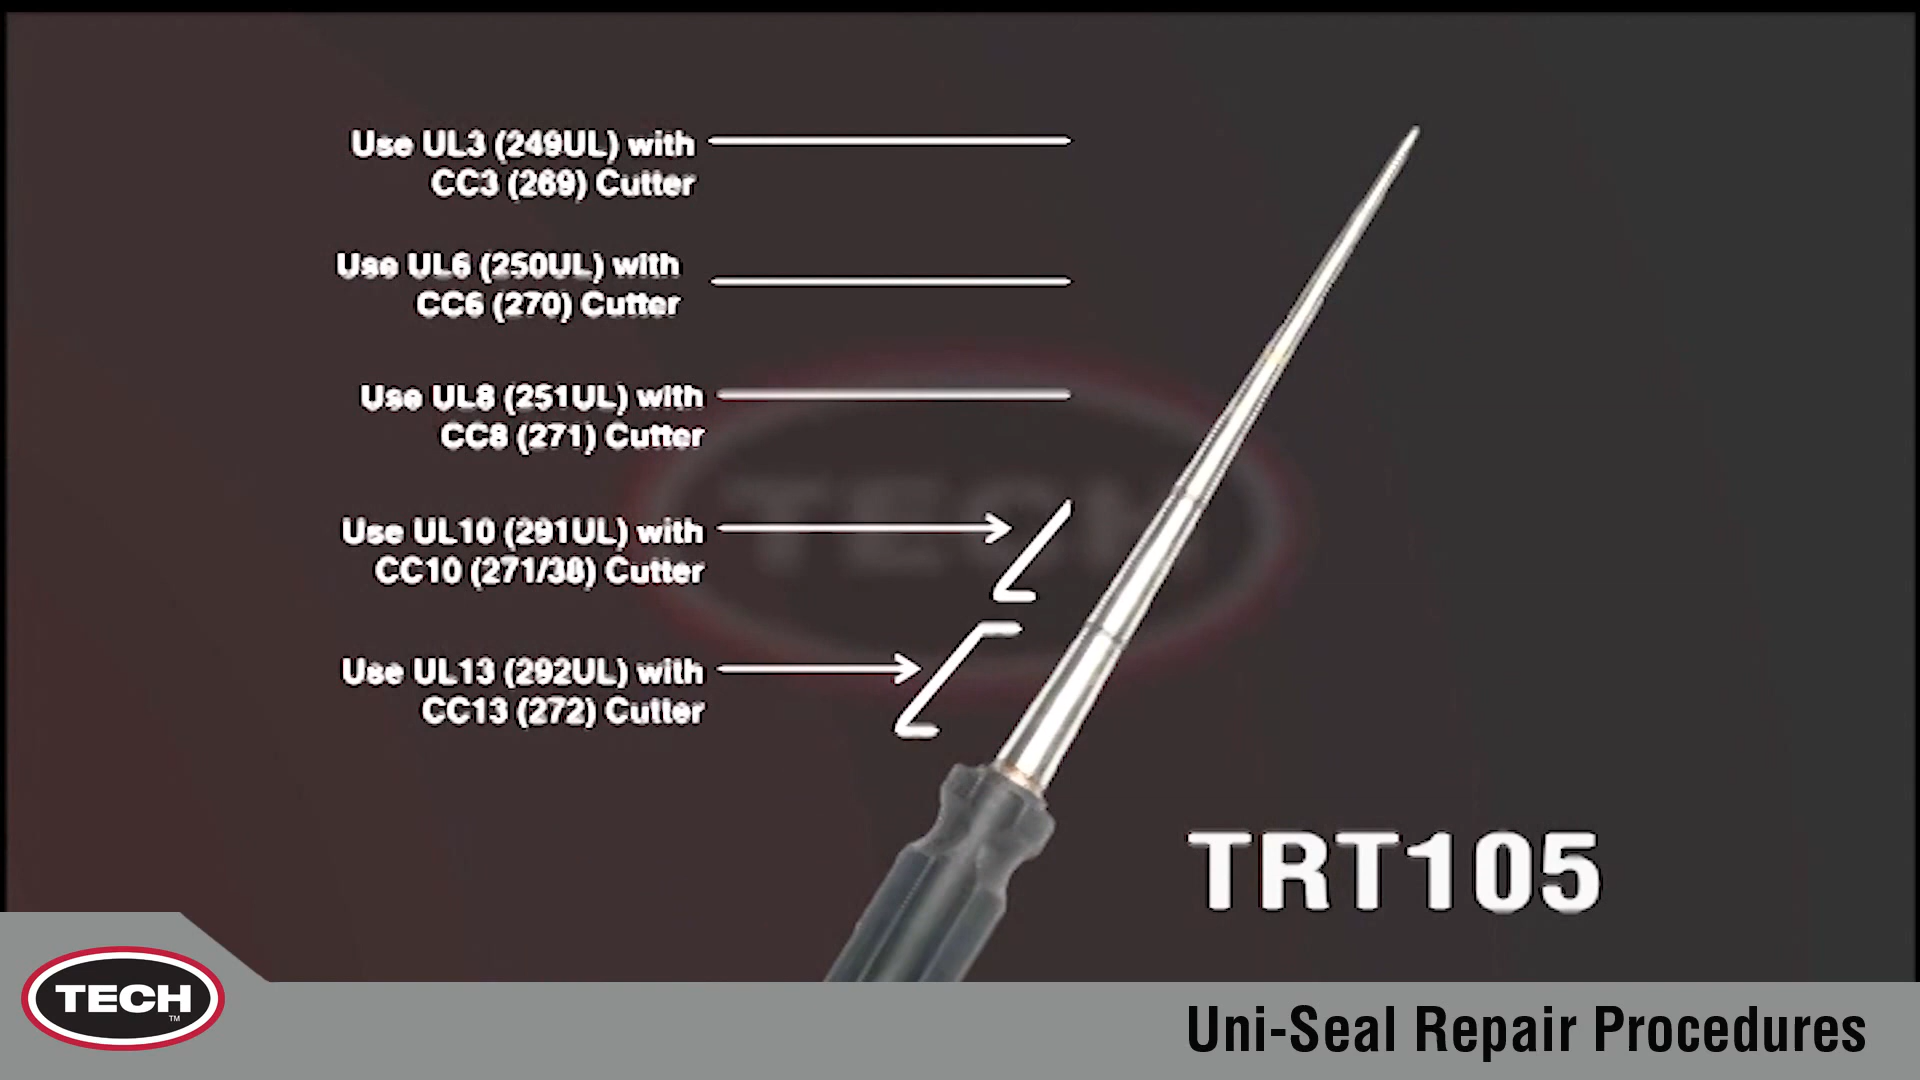 Use UL3 (249UL) with
CC3 (269) Cutter
Use UL6 (250UL) with
CC6 (270) Cutter
Use UL8 (251UL) with
CC8 (271) Cutter
Use UL10 (291UL) with
CC10 (271/38) Cutter
Use UL13 (292UL) with
CC13 (272) Cutter
TECH
TRT105
TECH
TM
Uni-Seal Repair Procedures